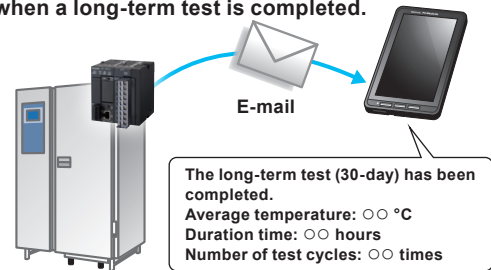 when a long-term test is completed.
E-mail
The long-term test (30-day) has been
completed.
Average temperature: ○○ °C
Duration time: ○○ hours
Number of test cycles: ○○ times